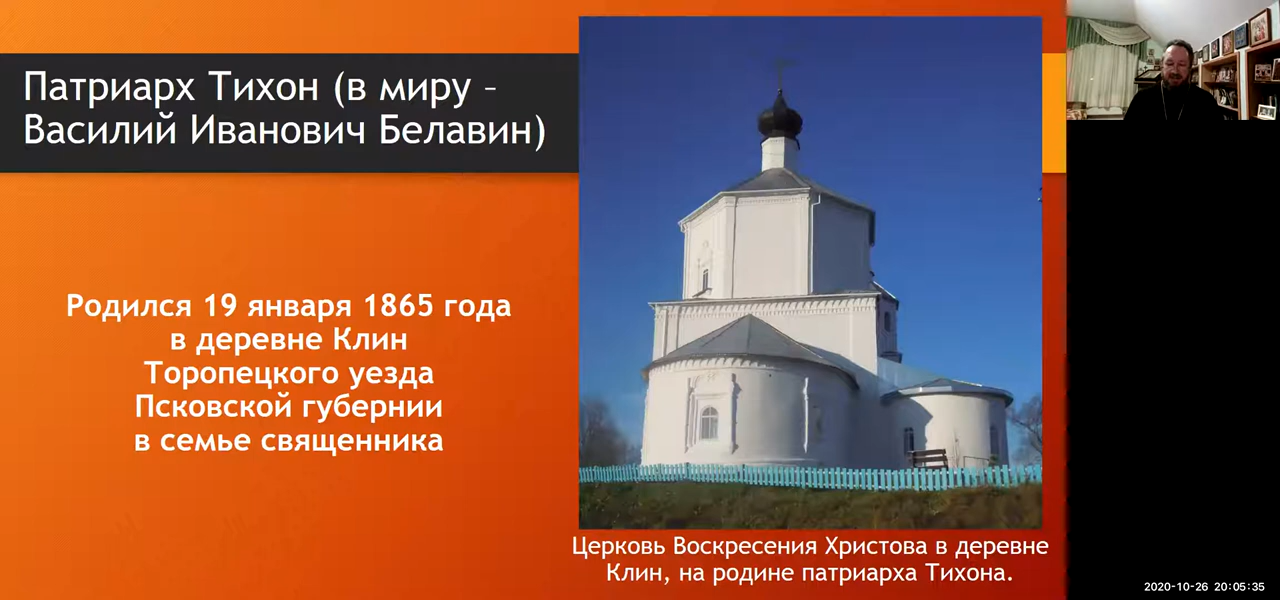 Патриарх Тихон (в миру –
Василий Иванович Белавин)
Родился 19 января 1865 года
в деревне Клин
Торопецкого уезда
Псковской губернии
в семье священника
Церковь Воскресения Христова в деревне
Клин, на родине патриарха Тихона.
2020-10-26 20:05:35